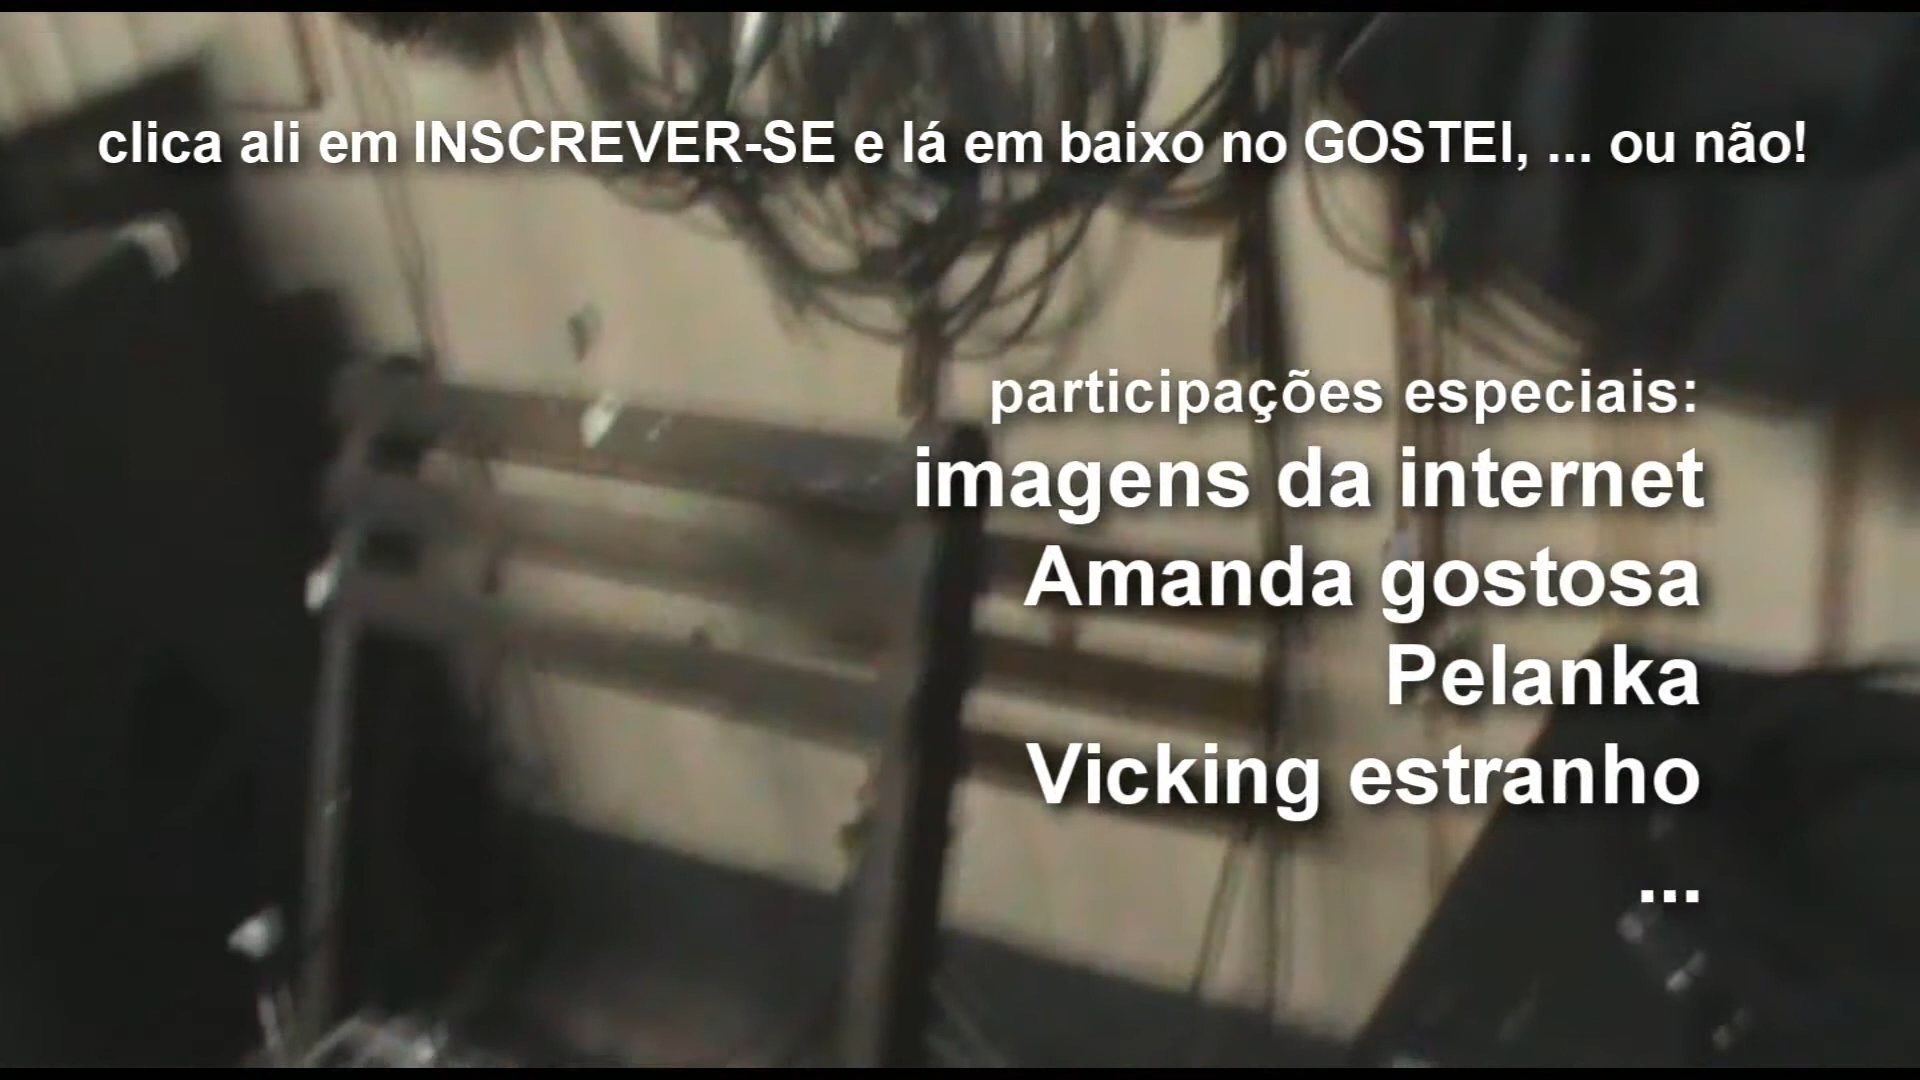 clica ali em INSCREVER-SE e lá em baixo no GOSTEI, ... ou não!
participações especiais:
imagens da internet
Amanda gostosa
Pelanka
Vicking estranho
...